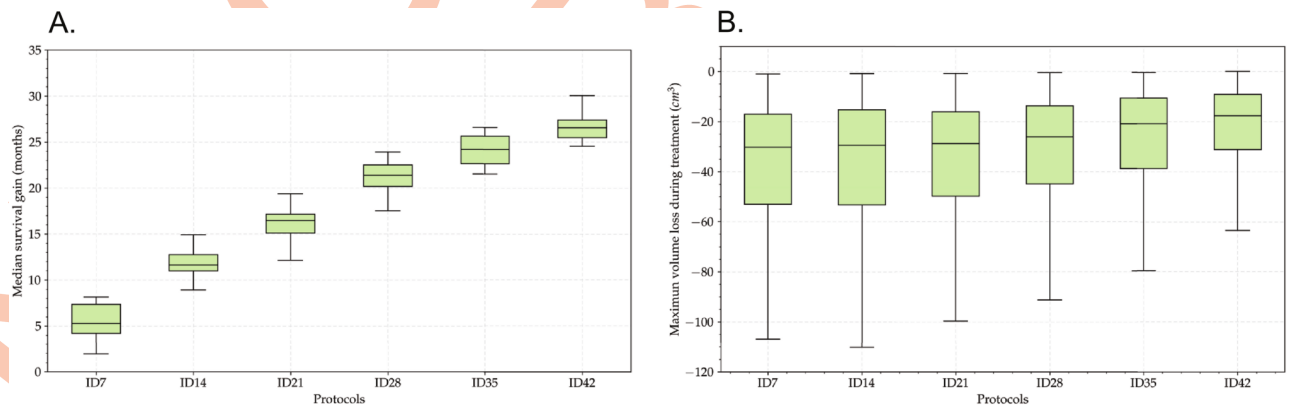 A.
B.
35
30
25
20
15
10
5
0
Median survival gain (months)
ID7 ID14 ID21 ID28 ID35 ID42
Protocols
0
−20
−40
−60
−80
−100
−120
Maximun volume loss during treatment (cm³)
ID7 ID14 ID21 ID28 ID35 ID42
Protocols